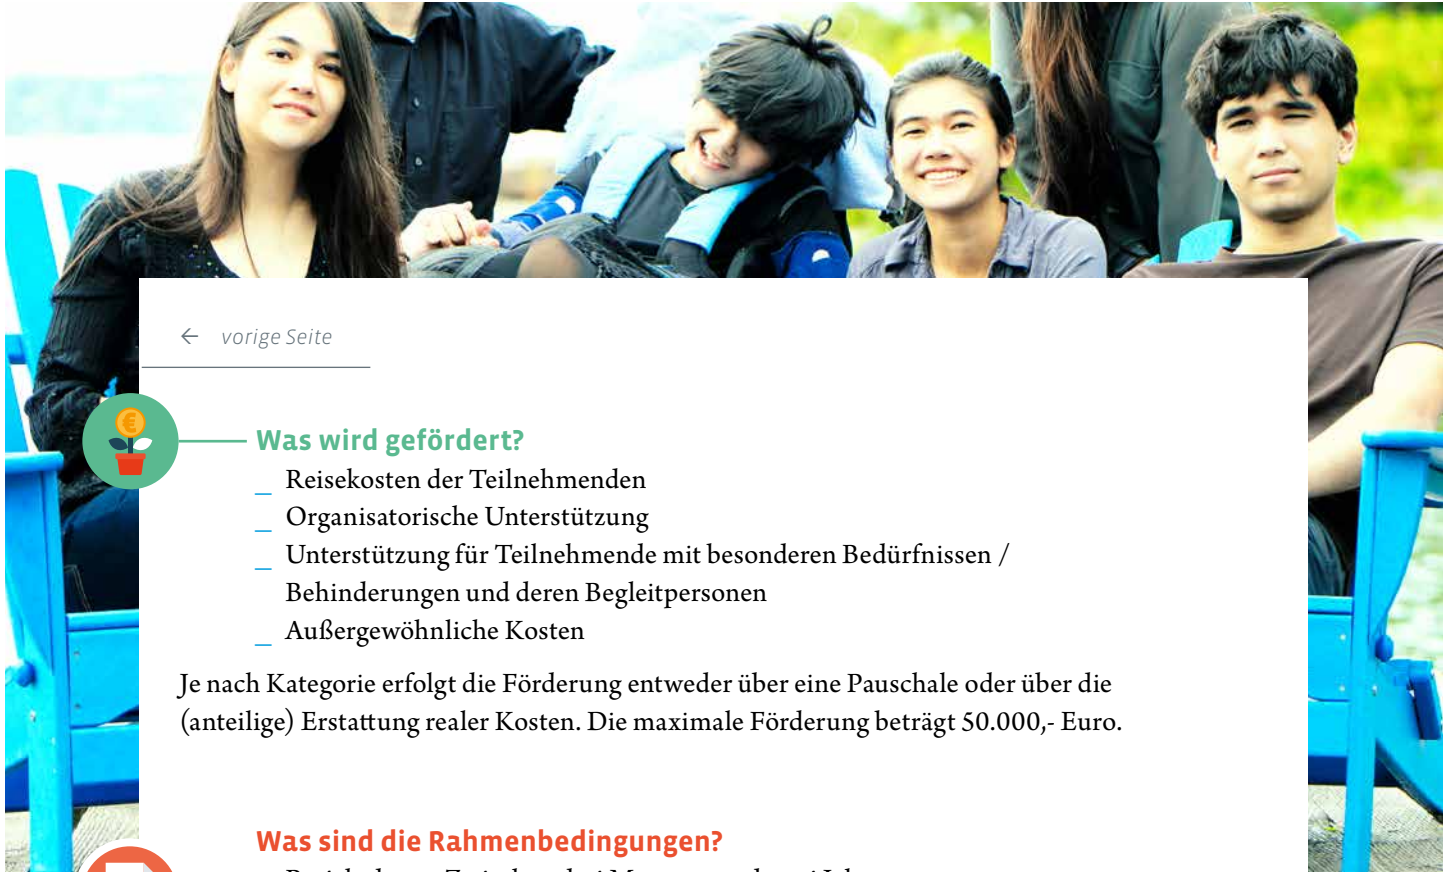 ← vorige Seite
€
Was wird gefördert?
_ Reisekosten der Teilnehmenden
_ Organisatorische Unterstützung
_ Unterstützung für Teilnehmende mit besonderen Bedürfnissen /
Behinderungen und deren Begleitpersonen
_ Außergewöhnliche Kosten
Je nach Kategorie erfolgt die Förderung entweder über eine Pauschale oder über die
(anteilige) Erstattung realer Kosten. Die maximale Förderung beträgt 50.000,- Euro.
Was sind die Rahmenbedingungen?